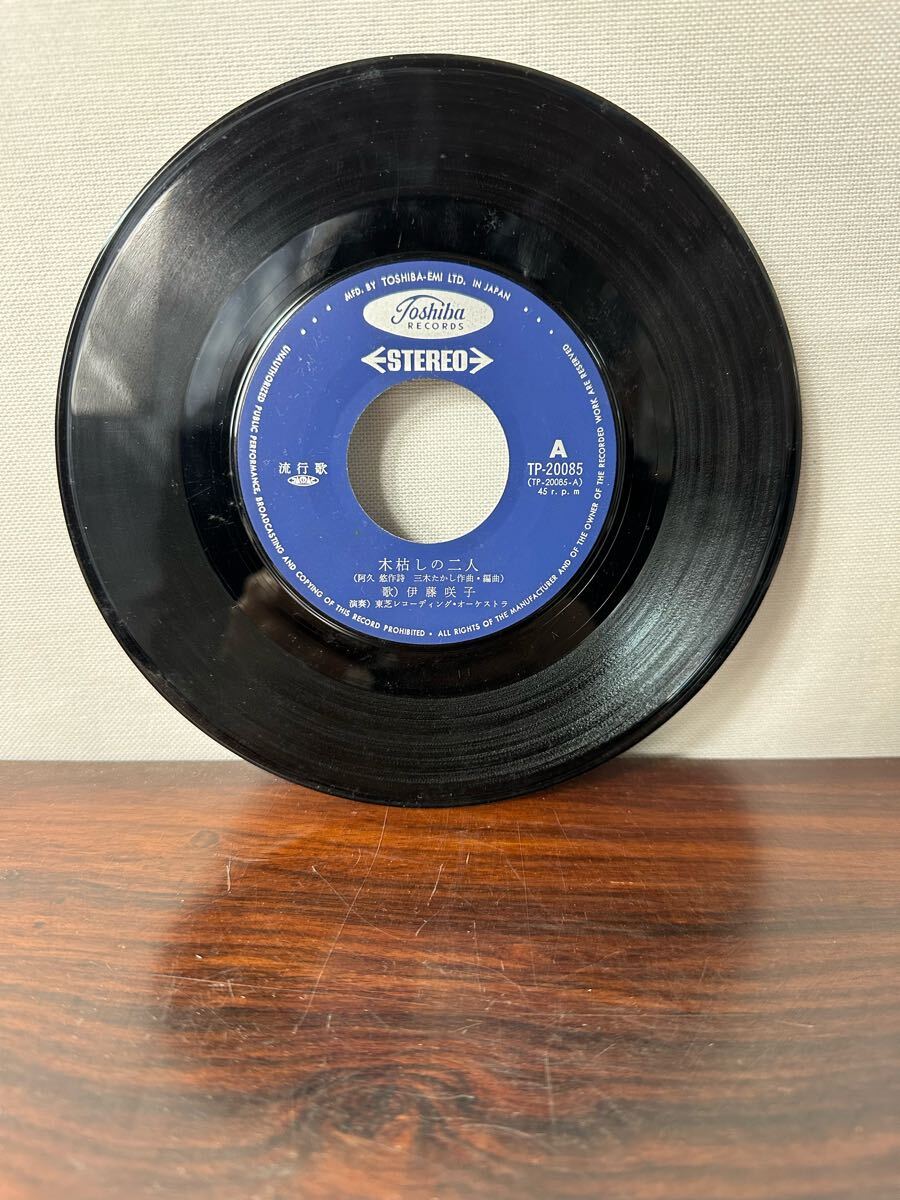 MFD. BY TOSHIBA-EMI LTD. IN JAPAN
Toshiba
RECORDS
STEREO
流行歌
A
TP-20085
(TP-20085-A)
45 r. p. m
木枯しの二人
(阿久 悠作詩 三木たかし作曲・編曲)
歌) 伊藤咲子
演奏) 東芝レコーディング・オーケストラ
UNAUTHORIZED PUBLIC PERFORMANCE, BROADCASTING AND COPYING OF THIS RECORD PROHIBITED • ALL RIGHTS OF THE MANUFACTURER AND OF THE OWNER OF THE RECORDED WORK ARE RESERVED